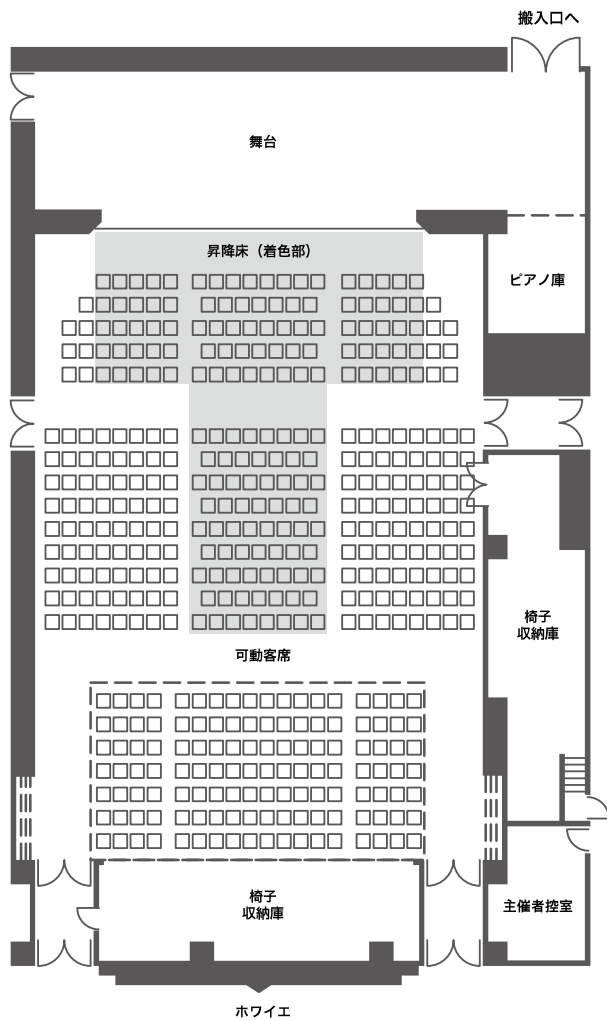 搬入口へ
舞台
昇降床（着色部）
ピアノ庫
椅子
収納庫
可動客席
椅子
収納庫
主催者控室
ホワイエ